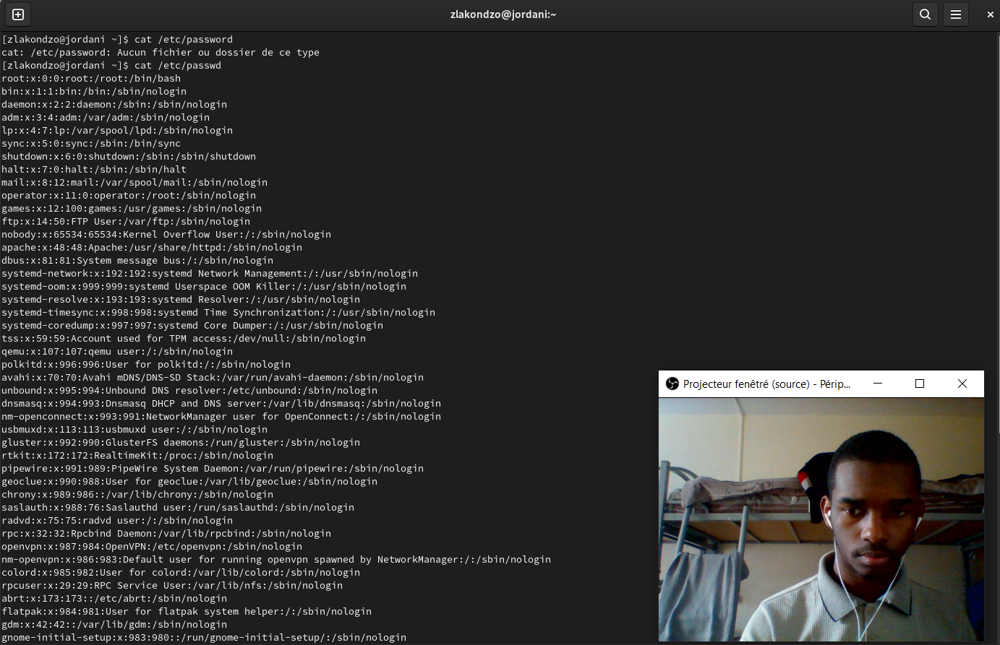 zlakondzo@jordani:~
[zlakondzo@jordani ~]$ cat /etc/password
cat: /etc/password: Aucun fichier ou dossier de ce type
[zlakondzo@jordani ~]$ cat /etc/passwd
root:x:0:0:root:/root:/bin/bash
bin:x:1:1:bin:/bin:/sbin/nologin
daemon:x:2:2:daemon:/sbin:/sbin/nologin
adm:x:3:4:adm:/var/adm:/sbin/nologin
lp:x:4:7:lp:/var/spool/lpd:/sbin/nologin
sync:x:5:0:sync:/sbin:/bin/sync
shutdown:x:6:0:shutdown:/sbin:/sbin/shutdown
halt:x:7:0:halt:/sbin:/sbin/halt
mail:x:8:12:mail:/var/spool/mail:/sbin/nologin
operator:x:11:0:operator:/root:/sbin/nologin
games:x:12:100:games:/usr/games:/sbin/nologin
ftp:x:14:50:FTP User:/var/ftp:/sbin/nologin
nobody:x:65534:65534:Kernel Overflow User:/:/sbin/nologin
apache:x:48:48:Apache:/usr/share/httpd:/sbin/nologin
dbus:x:81:81:System message bus:/:/sbin/nologin
systemd-network:x:192:192:systemd Network Management:/:/usr/sbin/nologin
systemd-oom:x:999:999:systemd Userspace OOM Killer:/:/usr/sbin/nologin
systemd-resolve:x:193:193:systemd Resolver:/:/usr/sbin/nologin
systemd-timesync:x:998:998:systemd Time Synchronization:/:/usr/sbin/nologin
systemd-coredump:x:997:997:systemd Core Dumper:/:/usr/sbin/nologin
tss:x:59:59:Account used for TPM access:/dev/null:/sbin/nologin
qemu:x:107:107:qemu user:/:/sbin/nologin
polkitd:x:996:996:User for polkitd:/:/sbin/nologin
avahi:x:70:70:Avahi mDNS/DNS-SD Stack:/var/run/avahi-daemon:/sbin/nologin
unbound:x:995:994:Unbound DNS resolver:/etc/unbound:/sbin/nologin
dnsmasq:x:994:993:Dnsmasq DHCP and DNS server:/var/lib/dnsmasq:/sbin/nologin
nm-openconnect:x:993:991:NetworkManager user for OpenConnect:/:/sbin/nologin
usbmuxd:x:113:113:usbmuxd user:/:/sbin/nologin
gluster:x:992:990:GlusterFS daemons:/run/gluster:/sbin/nologin
rtkit:x:172:172:RealtimeKit:/proc:/sbin/nologin
pipewire:x:991:989:PipeWire System Daemon:/var/run/pipewire:/sbin/nologin
geoclue:x:990:988:User for geoclue:/var/lib/geoclue:/sbin/nologin
chrony:x:989:986::/var/lib/chrony:/sbin/nologin
saslauth:x:988:76:Saslauthd user:/run/saslauthd:/sbin/nologin
radvd:x:75:75:radvd user:/:/sbin/nologin
rpc:x:32:32:Rpcbind Daemon:/var/lib/rpcbind:/sbin/nologin
openvpn:x:987:984:OpenVPN:/etc/openvpn:/sbin/nologin
nm-openvpn:x:986:983:Default user for running openvpn spawned by NetworkManager:/:/sbin/nologin
colord:x:985:982:User for colord:/var/lib/colord:/sbin/nologin
rpcuser:x:29:29:RPC Service User:/var/lib/nfs:/sbin/nologin
abrt:x:173:173::/etc/abrt:/sbin/nologin
flatpak:x:984:981:User for flatpak system helper:/:/sbin/nologin
gdm:x:42:42::/var/lib/gdm:/sbin/nologin
gnome-initial-setup:x:983:980::/run/gnome-initial-setup/:/sbin/nologin
Projecteur fenêtré (source) - Périp...